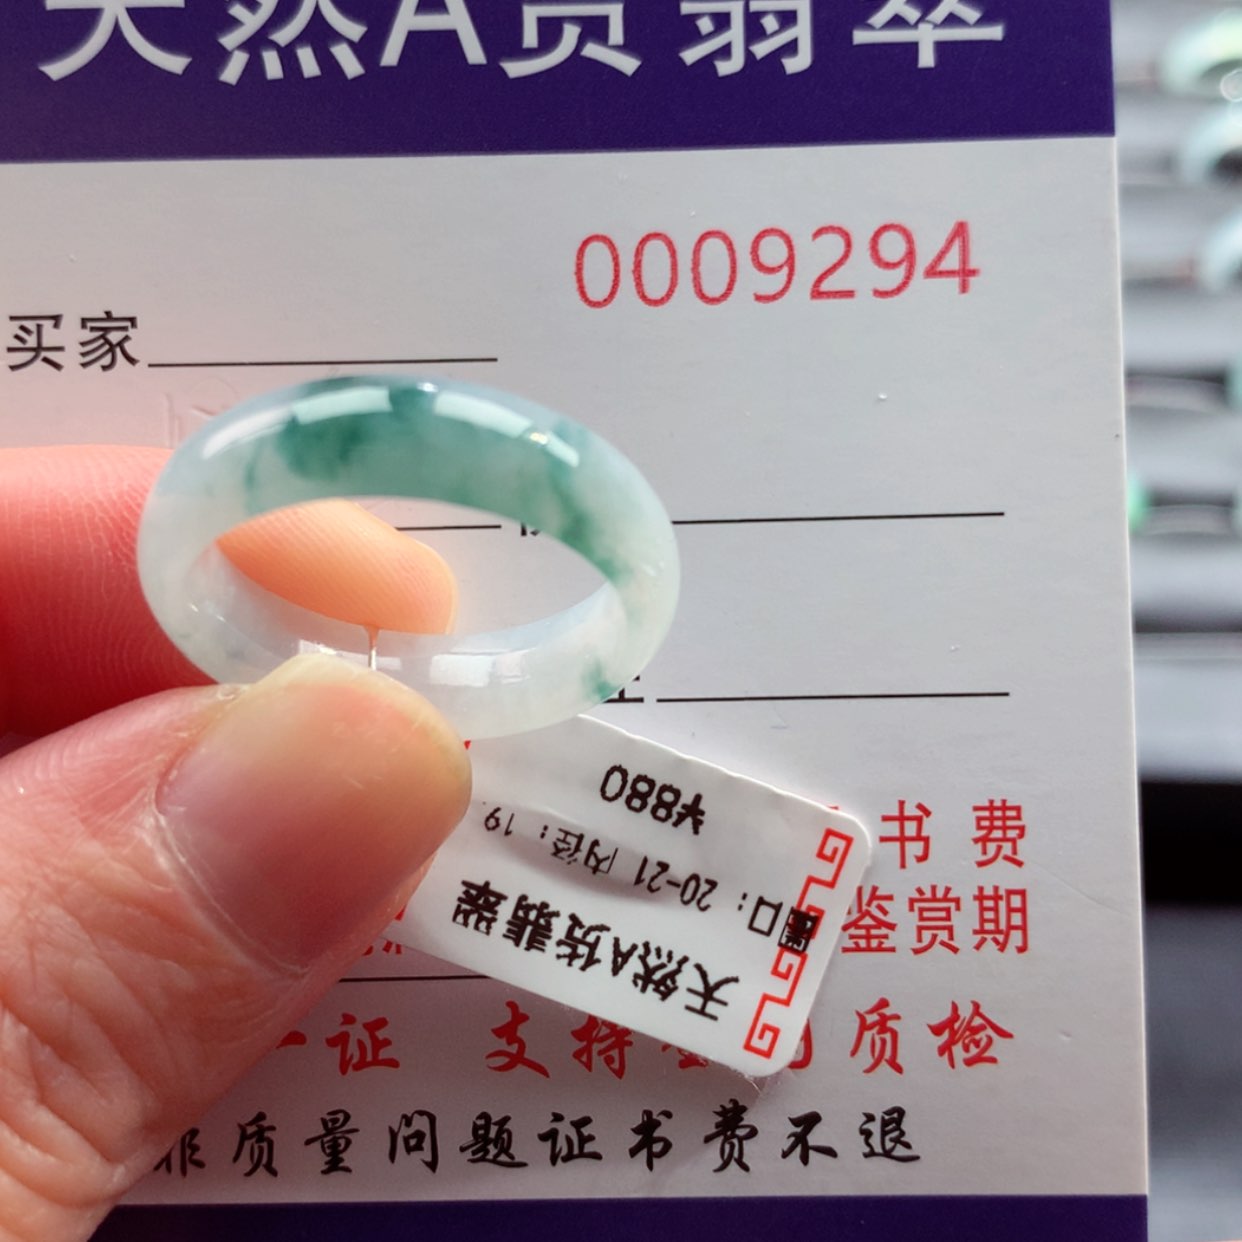 天然A货翡翠
0009294
买家
书费
鉴赏期
证 支持 质检
非质量问题证书费不退
天然A货翡翠
圈口：20-21 内径：19.
¥880